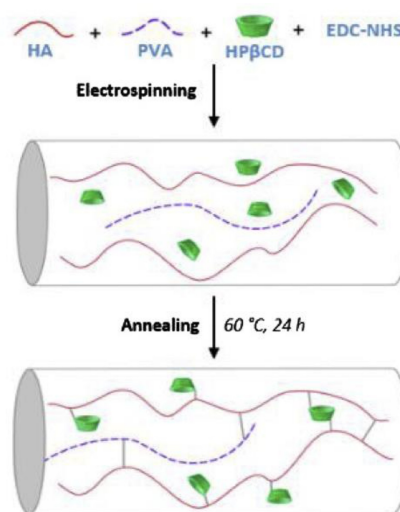 + + + EDC-NHS
HA PVA HPβCD
Electrospinning
Annealing 60 °C, 24 h